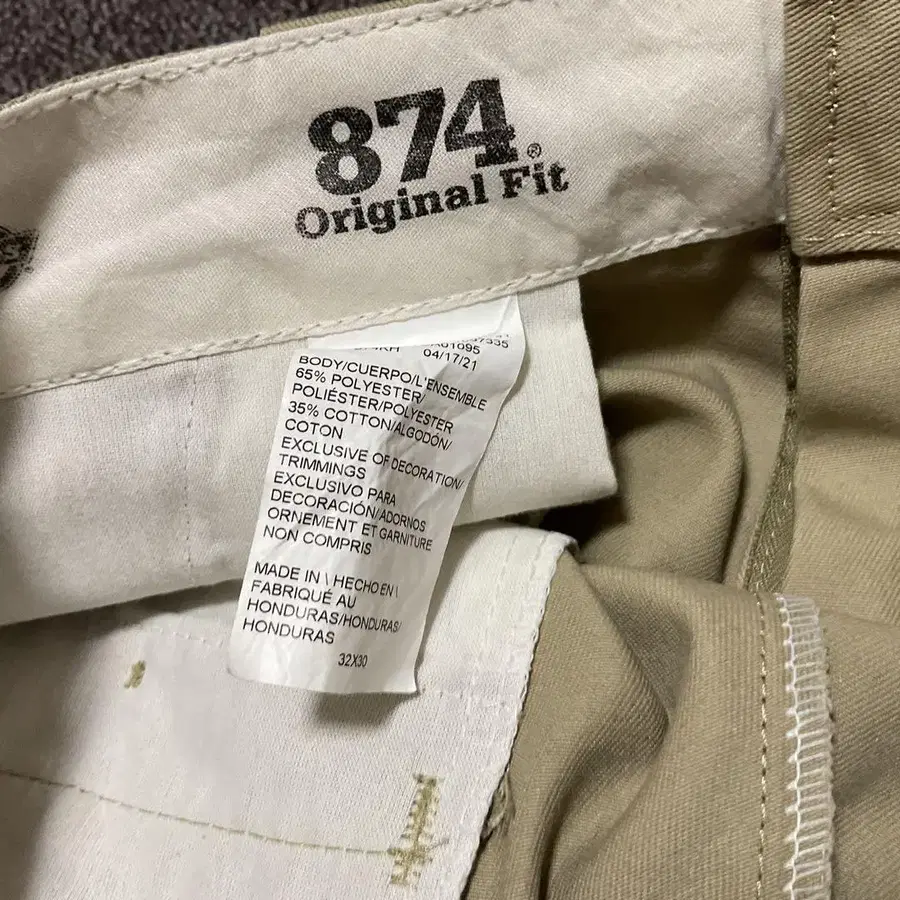 874®
Original Fit
04/17/21
BODY/CUERPO/L'ENSEMBLE
65% POLYESTER/
POLIÉSTER/POLYESTER
35% COTTON/ALGODÓN/
COTON
EXCLUSIVE OF DECORATION/
TRIMMINGS
EXCLUSIVO PARA
DECORACIÓN/ADORNOS
ORNEMENT ET GARNITURE
NON COMPRIS
MADE IN \ HECHO EN \
FABRIQUÉ AU
HONDURAS/HONDURAS/
HONDURAS
32X30